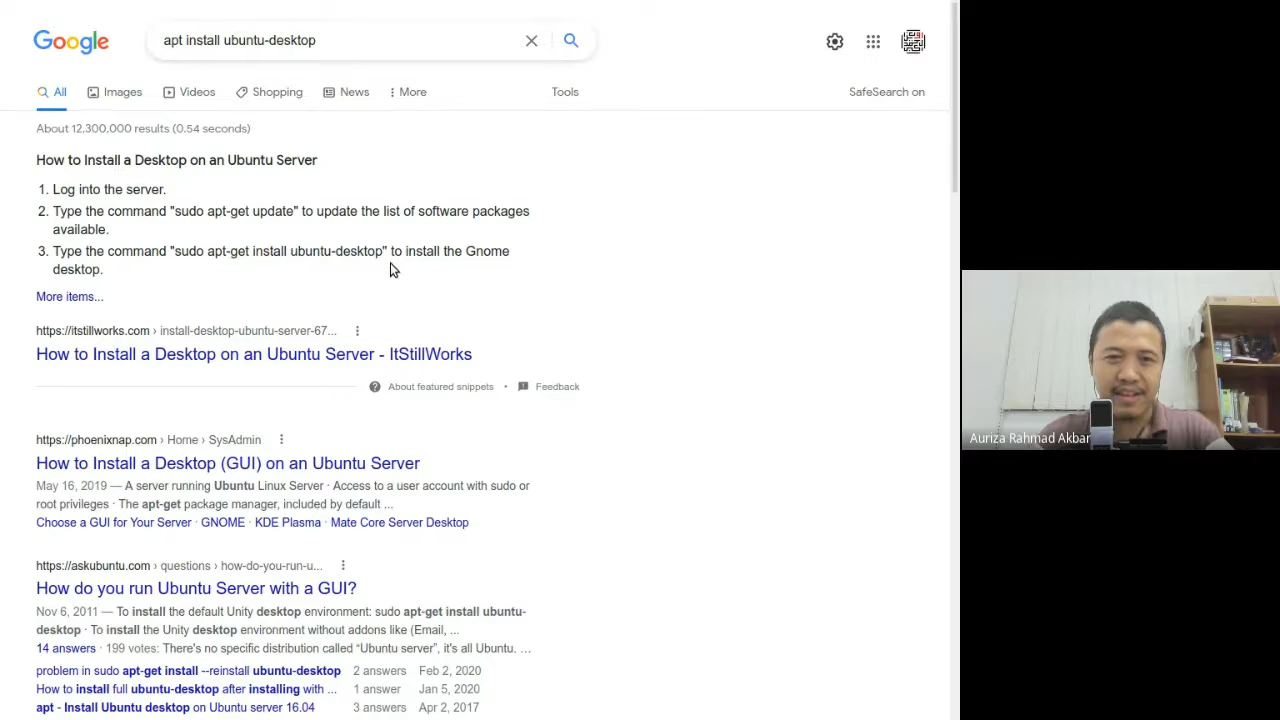 Google
apt install ubuntu-desktop
All
Images
Videos
Shopping
News
More
Tools
SafeSearch on
About 12,300,000 results (0.54 seconds)
How to Install a Desktop on an Ubuntu Server
1. Log into the server.
2. Type the command "sudo apt-get update" to update the list of software packages
available.
3. Type the command "sudo apt-get install ubuntu-desktop" to install the Gnome
desktop.
More items...
https://itstillworks.com › install-desktop-ubuntu-server-67...
How to Install a Desktop on an Ubuntu Server - ItStillWorks
About featured snippets • Feedback
https://phoenixnap.com › Home › SysAdmin
How to Install a Desktop (GUI) on an Ubuntu Server
May 16, 2019 — A server running Ubuntu Linux Server · Access to a user account with sudo or
root privileges · The apt-get package manager, included by default ...
Choose a GUI for Your Server · GNOME · KDE Plasma · Mate Core Server Desktop
https://askubuntu.com › questions › how-do-you-run-u...
How do you run Ubuntu Server with a GUI?
Nov 6, 2011 — To install the default Unity desktop environment: sudo apt-get install ubuntu-
desktop · To install the Unity desktop environment without addons like (Email, ...
14 answers · 199 votes: There's no specific distribution called “Ubuntu server”, it's all Ubuntu. ...
problem in sudo apt-get install --reinstall ubuntu-desktop 2 answers Feb 2, 2020
How to install full ubuntu-desktop after installing with ... 1 answer Jan 5, 2020
apt - Install Ubuntu desktop on Ubuntu server 16.04 3 answers Apr 2, 2017
Auriza Rahmad Akbar